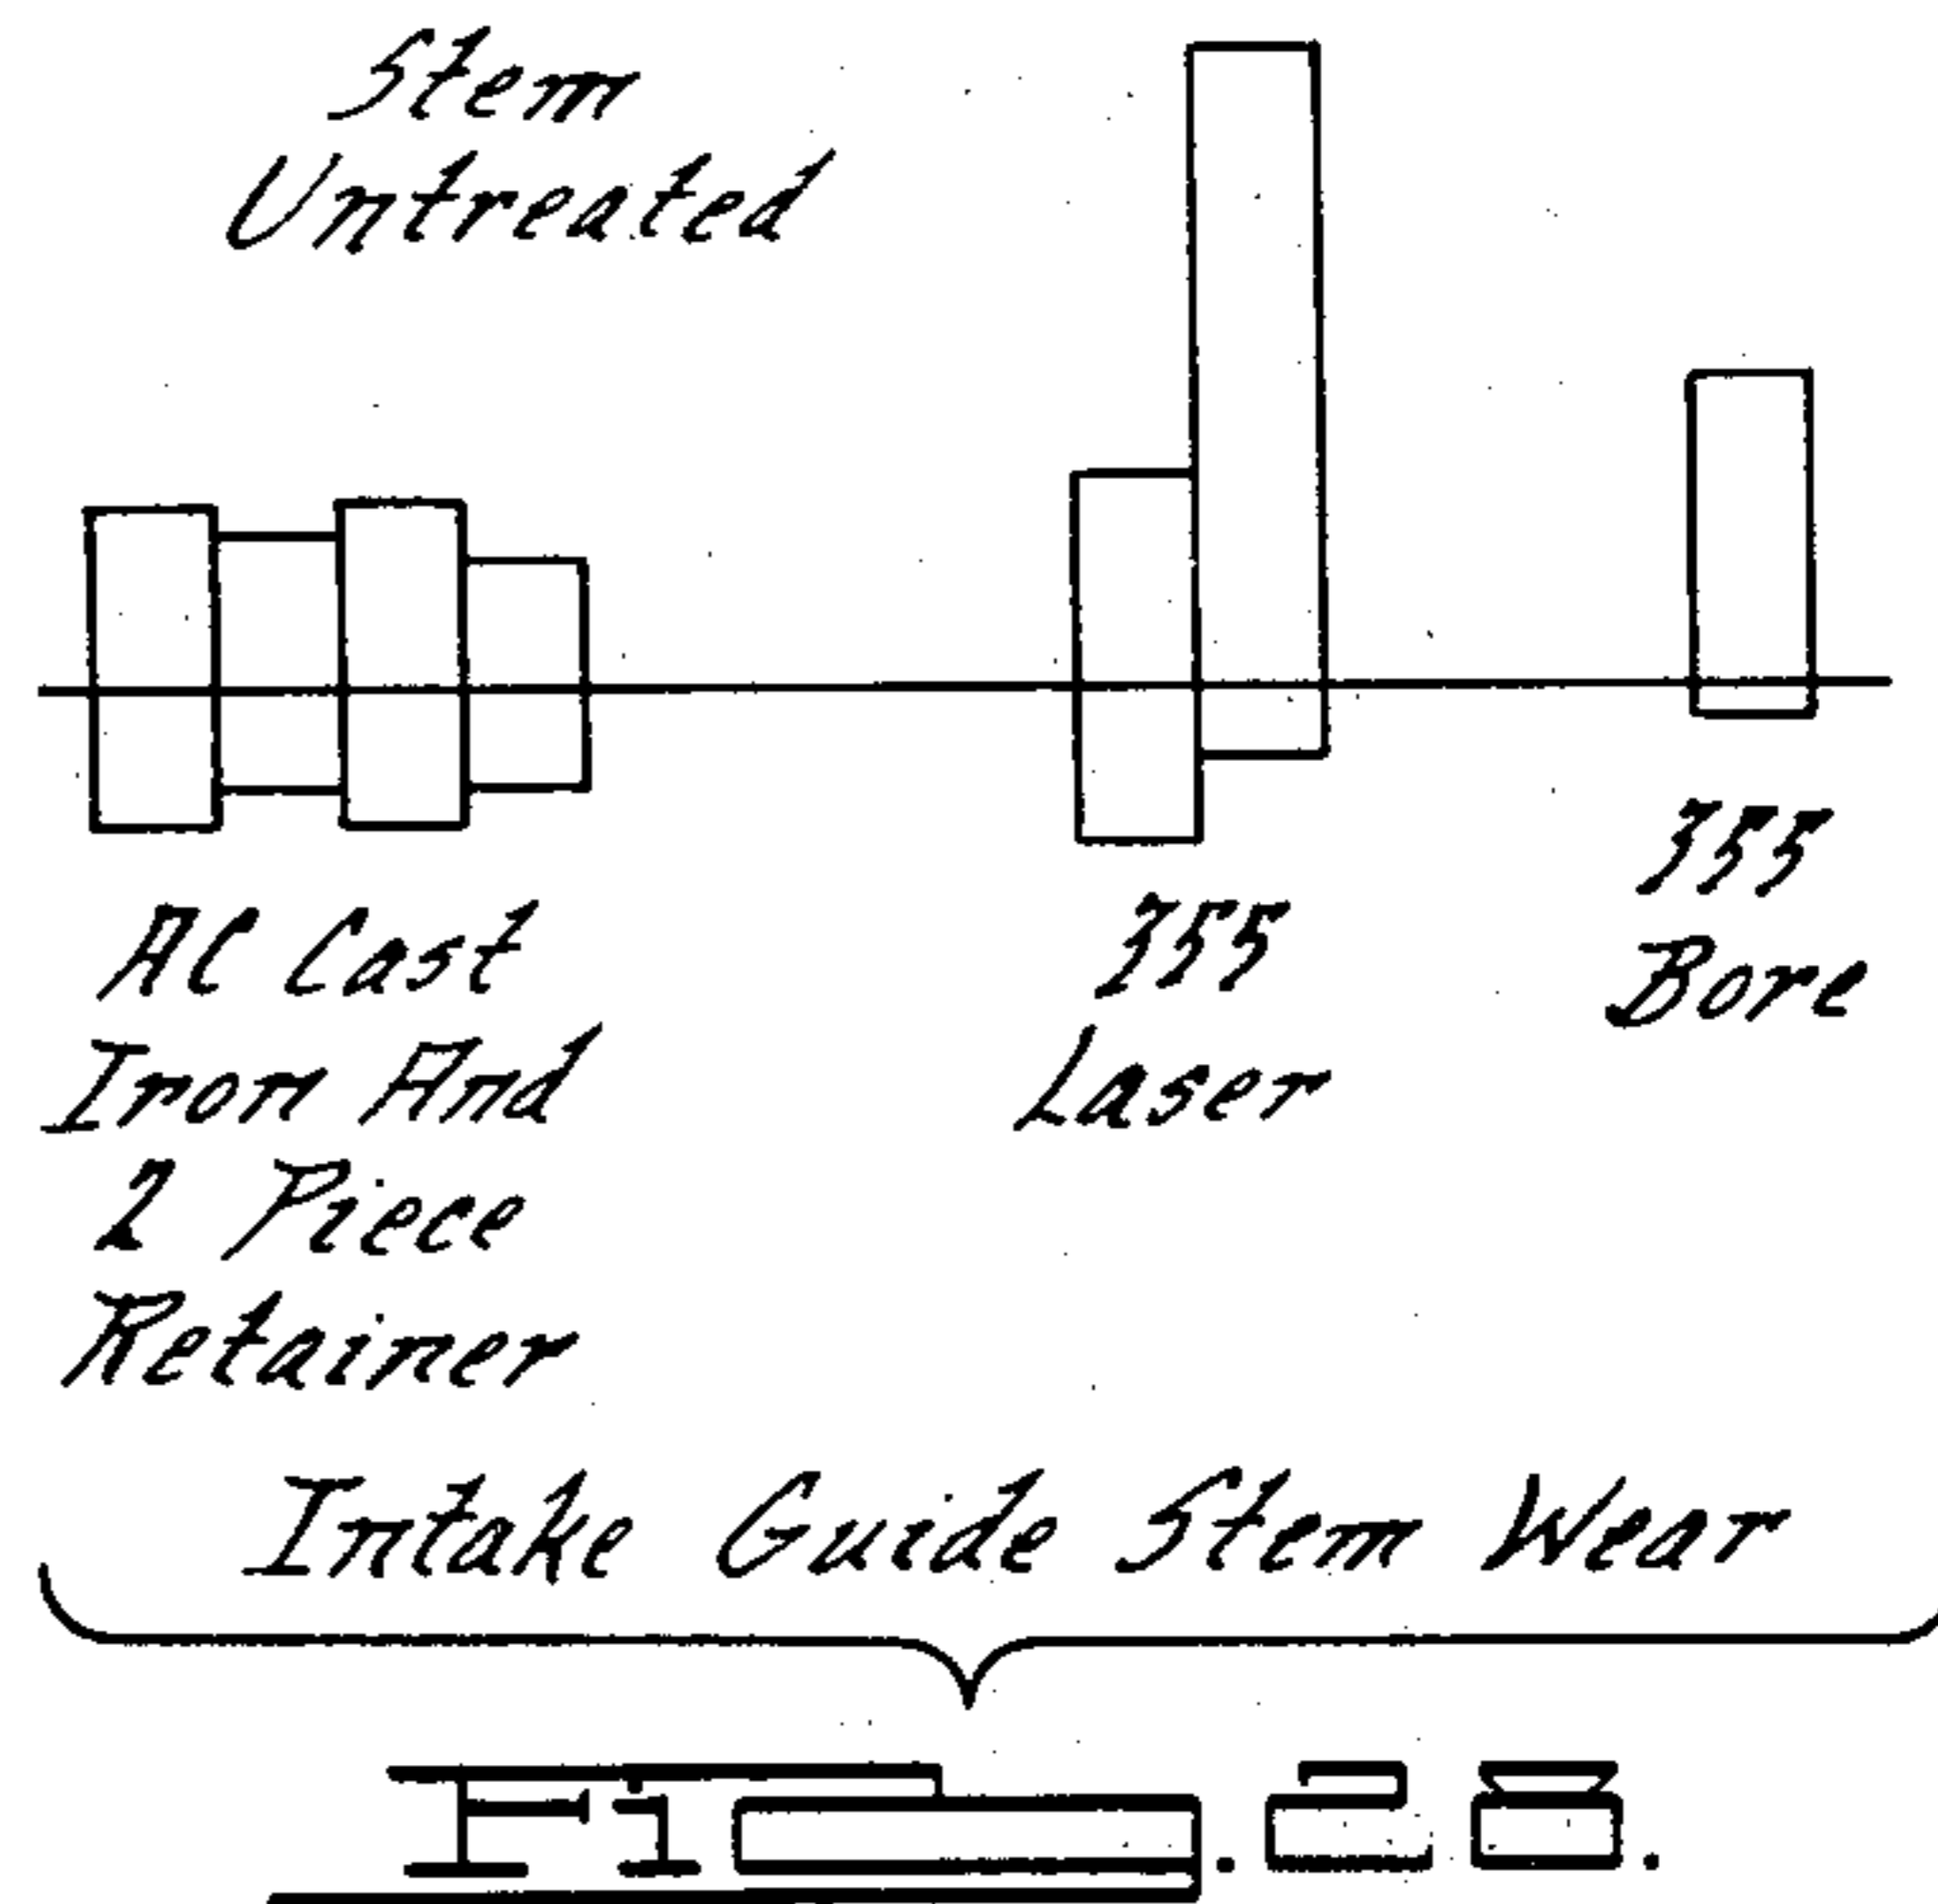 Stem
Untreated
355
Bore
AC Cast
Iron And
2 Piece
Retainer
355
Laser
Intake Guide Stem Wear
Fig. 28.